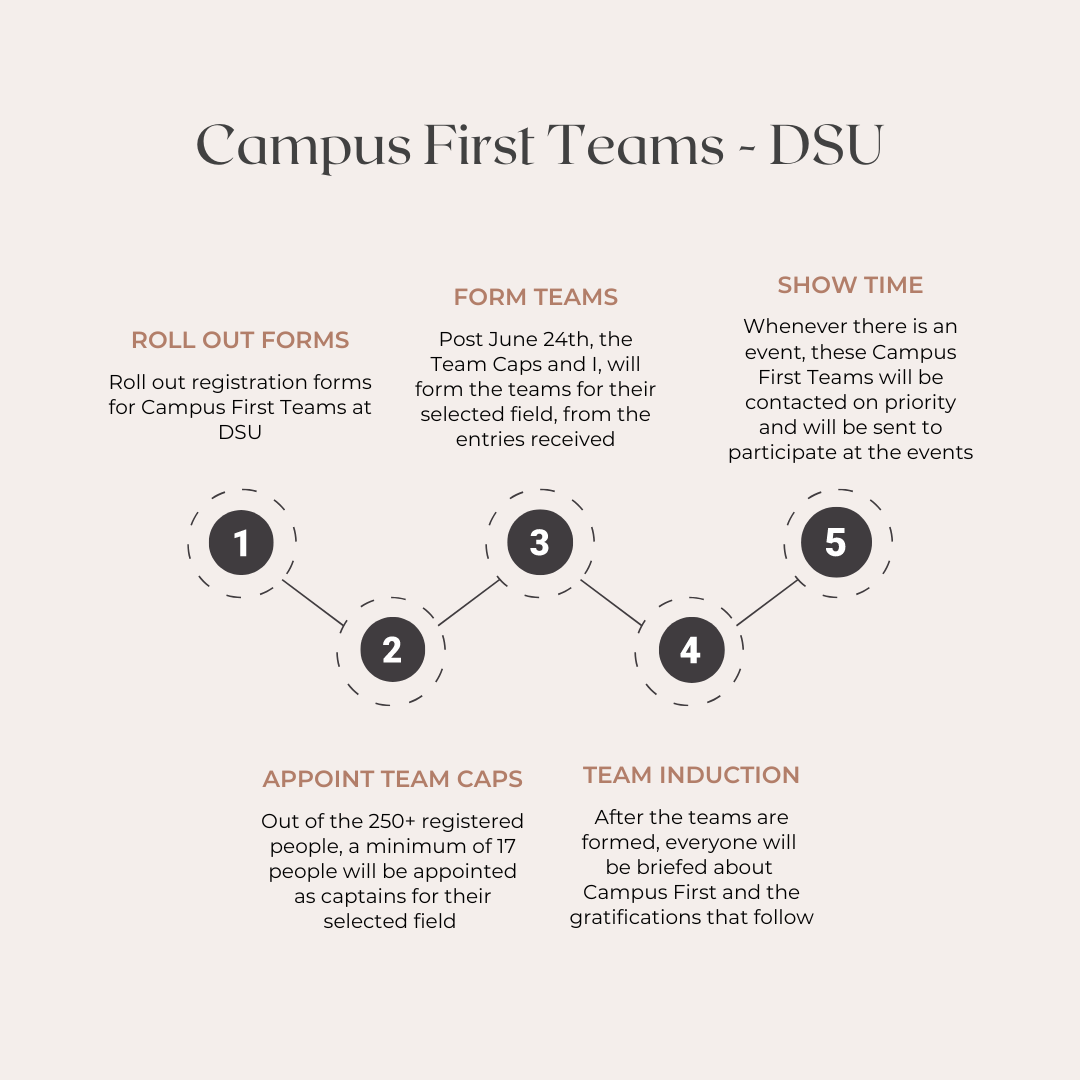 Campus First Teams - DSU
ROLL OUT FORMS
Roll out registration forms
for Campus First Teams at
DSU
1
APPOINT TEAM CAPS
Out of the 250+ registered
people, a minimum of 17
people will be appointed
as captains for their
selected field
2
FORM TEAMS
Post June 24th, the
Team Caps and I, will
form the teams for their
selected field, from the
entries received
3
TEAM INDUCTION
After the teams are
formed, everyone will
be briefed about
Campus First and the
gratifications that follow
4
SHOW TIME
Whenever there is an
event, these Campus
First Teams will be
contacted on priority
and will be sent to
participate at the events
5